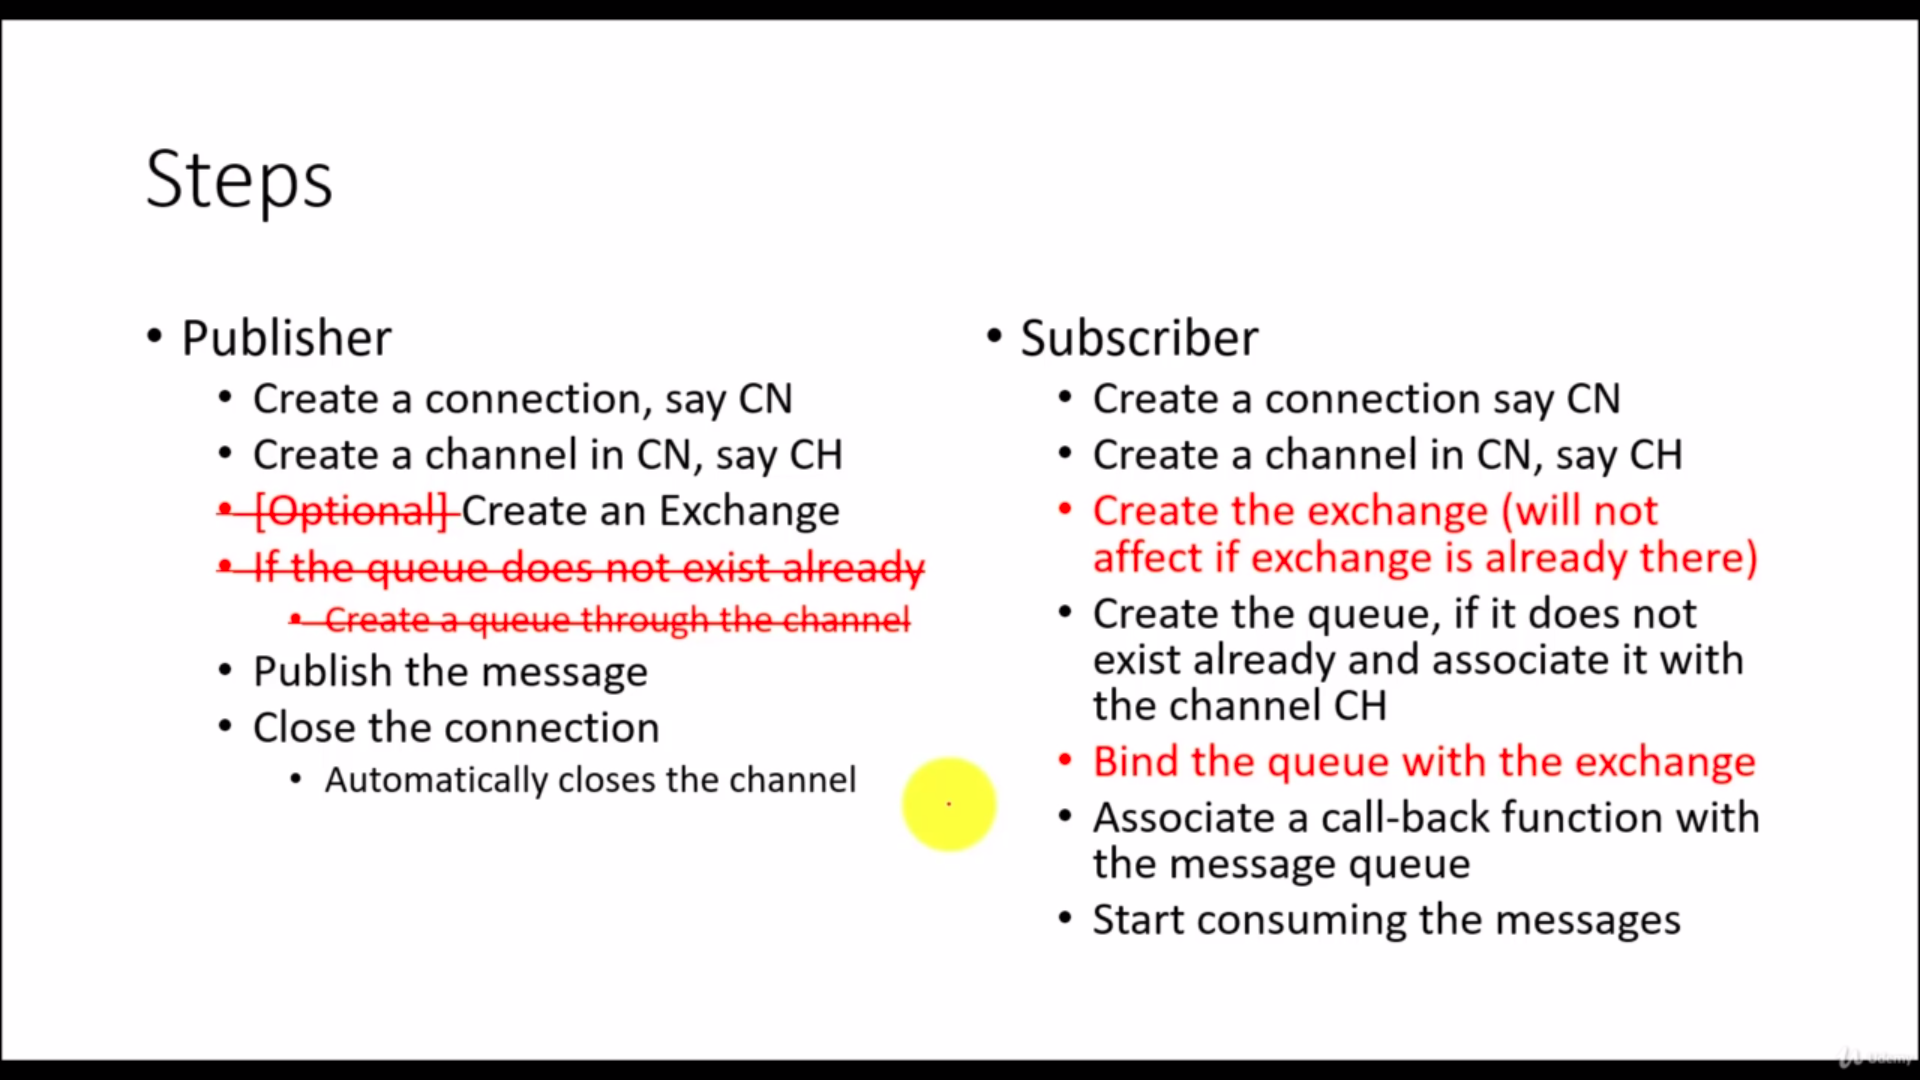 Steps
• Publisher
• Create a connection, say CN
• Create a channel in CN, say CH
• [Optional] Create an Exchange
• If the queue does not exist already
• Create a queue through the channel
• Publish the message
• Close the connection
• Automatically closes the channel
• Subscriber
• Create a connection say CN
• Create a channel in CN, say CH
• Create the exchange (will not
affect if exchange is already there)
• Create the queue, if it does not
exist already and associate it with
the channel CH
• Bind the queue with the exchange
• Associate a call-back function with
the message queue
• Start consuming the messages
Udemy